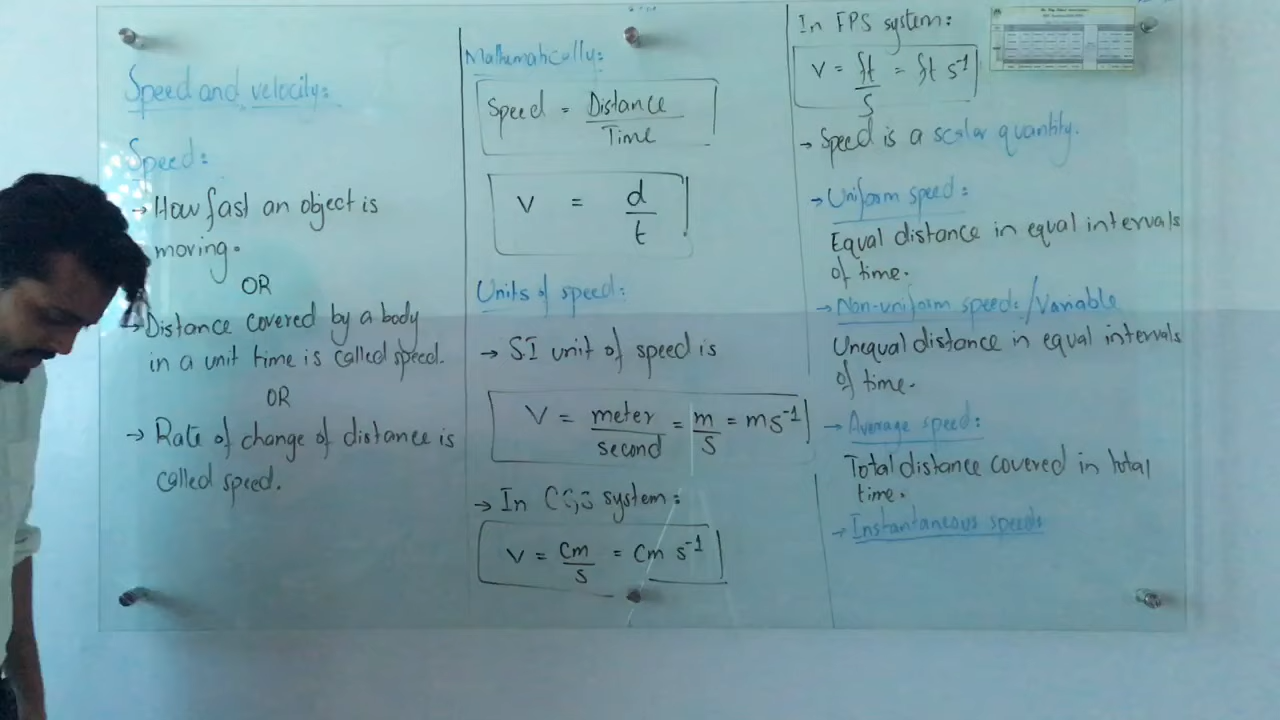 Speed and velocity:
Speed:
→ How fast an object is
moving.
OR
→ Distance covered by a body
in a unit time is called speed.
OR
→ Rate of change of distance is
called speed.
Mathematically:
Speed = Distance / Time
V = d / t
Units of speed:
→ SI unit of speed is
V = meter / second = m / s = ms⁻¹
→ In CGS system:
V = Cm / s = Cm s⁻¹
In FPS system:
V = ft / s = ft s⁻¹
→ Speed is a scalar quantity.
→ Uniform speed:
Equal distance in equal intervals
of time.
→ Non-uniform speed:/Variable
Unequal distance in equal intervals
of time.
→ Average speed:
Total distance covered in total
time.
→ Instantaneous speed: